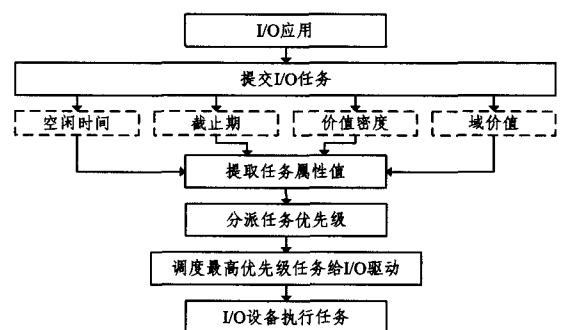 I/O应用
提交I/O任务
空闲时间 截止期 价值密度 域价值
提取任务属性值
分派任务优先级
调度最高优先级任务给I/O驱动
I/O设备执行任务